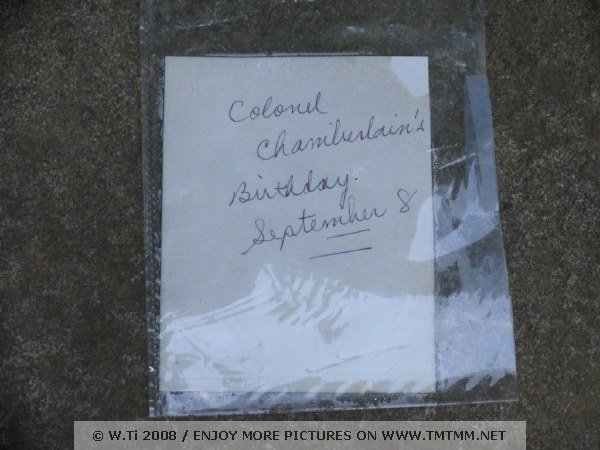 Colonel
Chamberlain's
Birthday.
September 8
© W.Ti 2008 / ENJOY MORE PICTURES ON WWW.TMTMM.NET